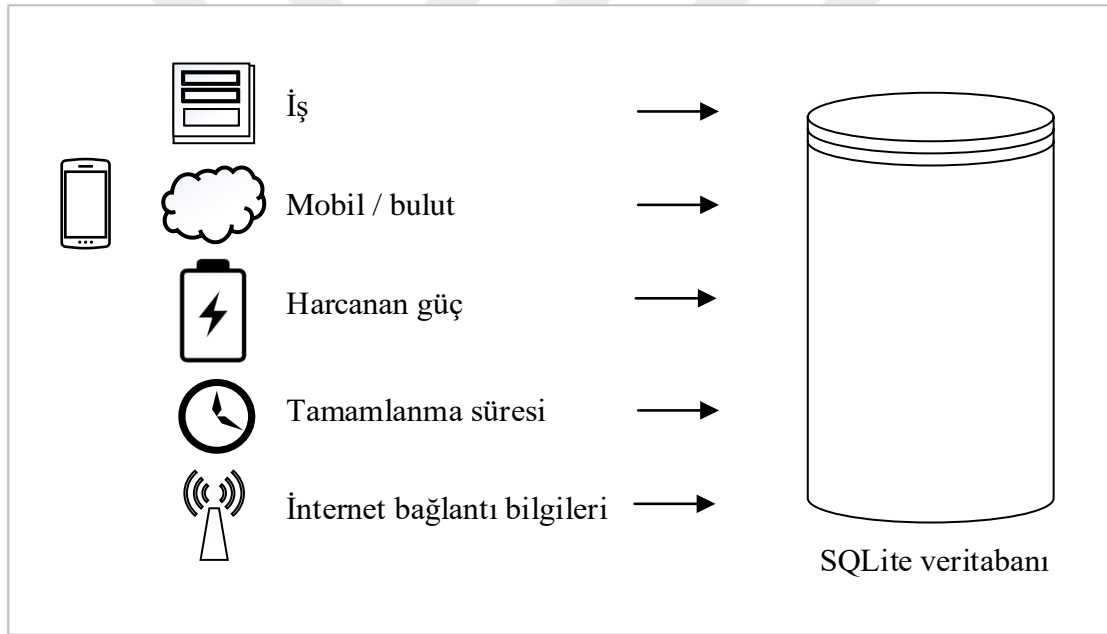 İş
Mobil / bulut
Harcanan güç
Tamamlanma süresi
İnternet bağlantı bilgileri
SQLite veritabanı